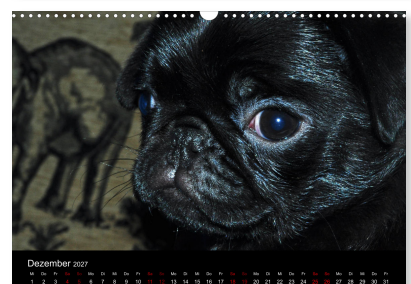 Dezember 2027
Mi Do Fr Sa So Mo Di Mi Do Fr Sa So Mo Di Mi Do Fr Sa So Mo Di Mi Do Fr Sa So Mo Di Mi Do Fr
1 2 3 4 5 6 7 8 9 10 11 12 13 14 15 16 17 18 19 20 21 22 23 24 25 26 27 28 29 30 31